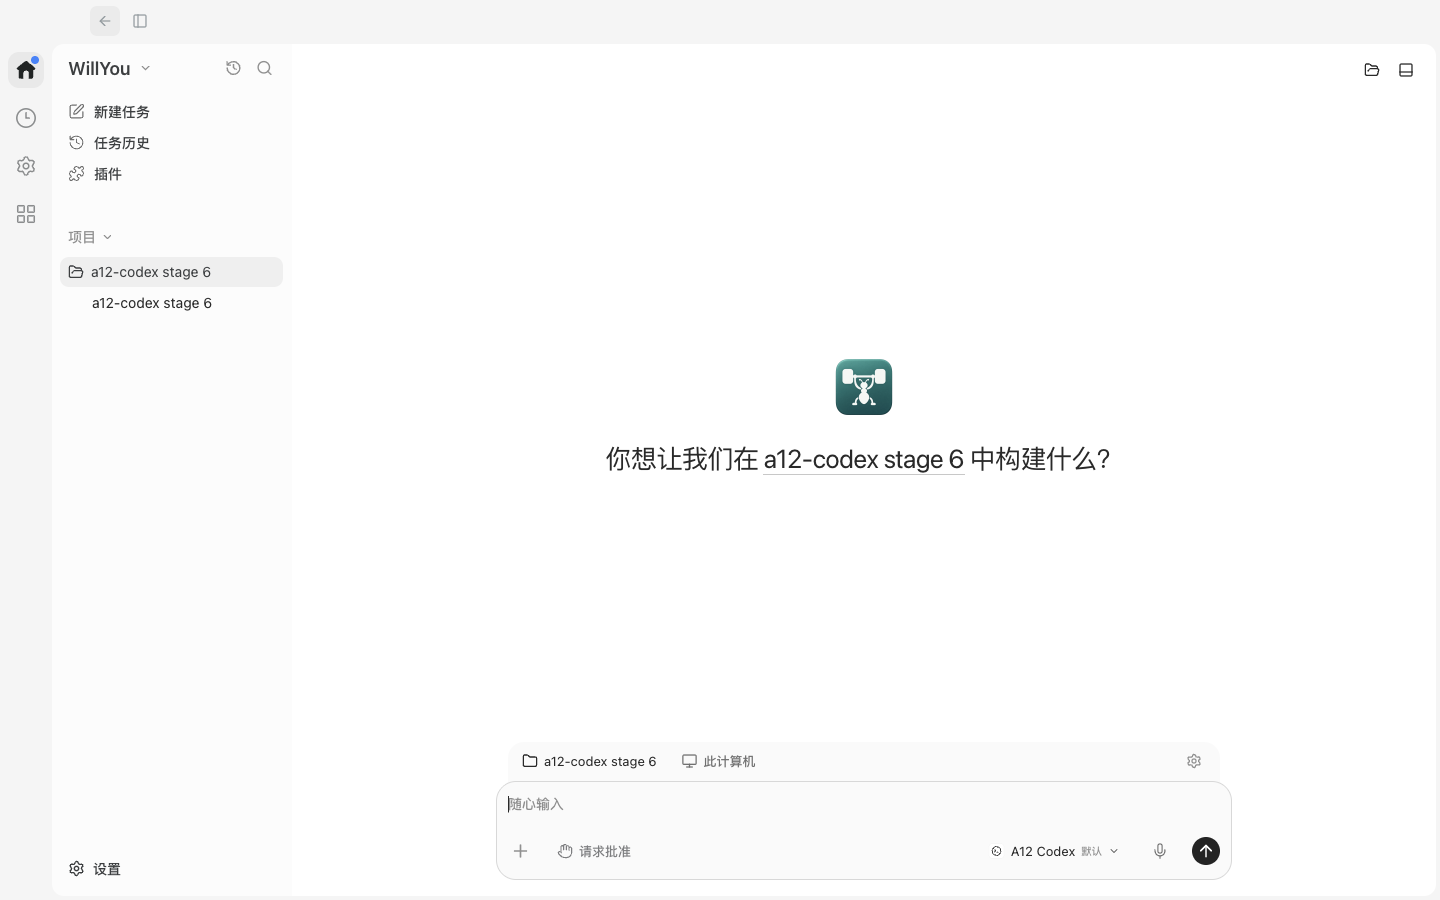 WillYou
新建任务
任务历史
插件
项目
a12-codex stage 6
a12-codex stage 6
你想让我们在 a12-codex stage 6 中构建什么?
a12-codex stage 6 此计算机
随心输入
请求批准 A12 Codex 默认
设置